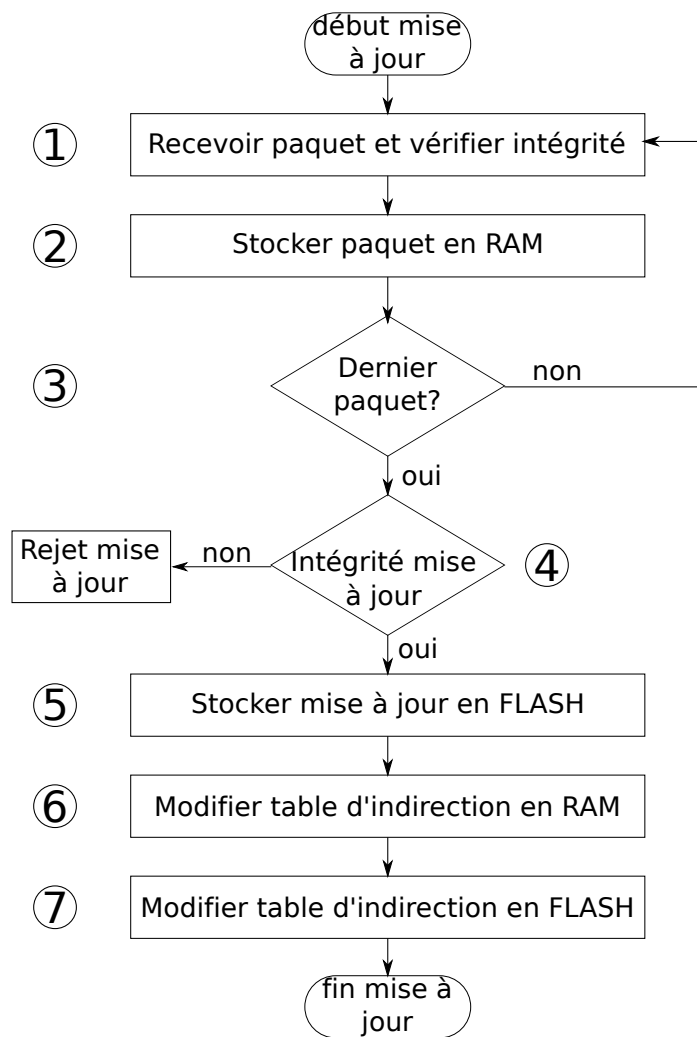 début mise
à jour
① Recevoir paquet et vérifier intégrité
② Stocker paquet en RAM
③ Dernier
paquet?
non
oui
Rejet mise
à jour
non
Intégrité mise
à jour
④
oui
⑤ Stocker mise à jour en FLASH
⑥ Modifier table d'indirection en RAM
⑦ Modifier table d'indirection en FLASH
fin mise à
jour